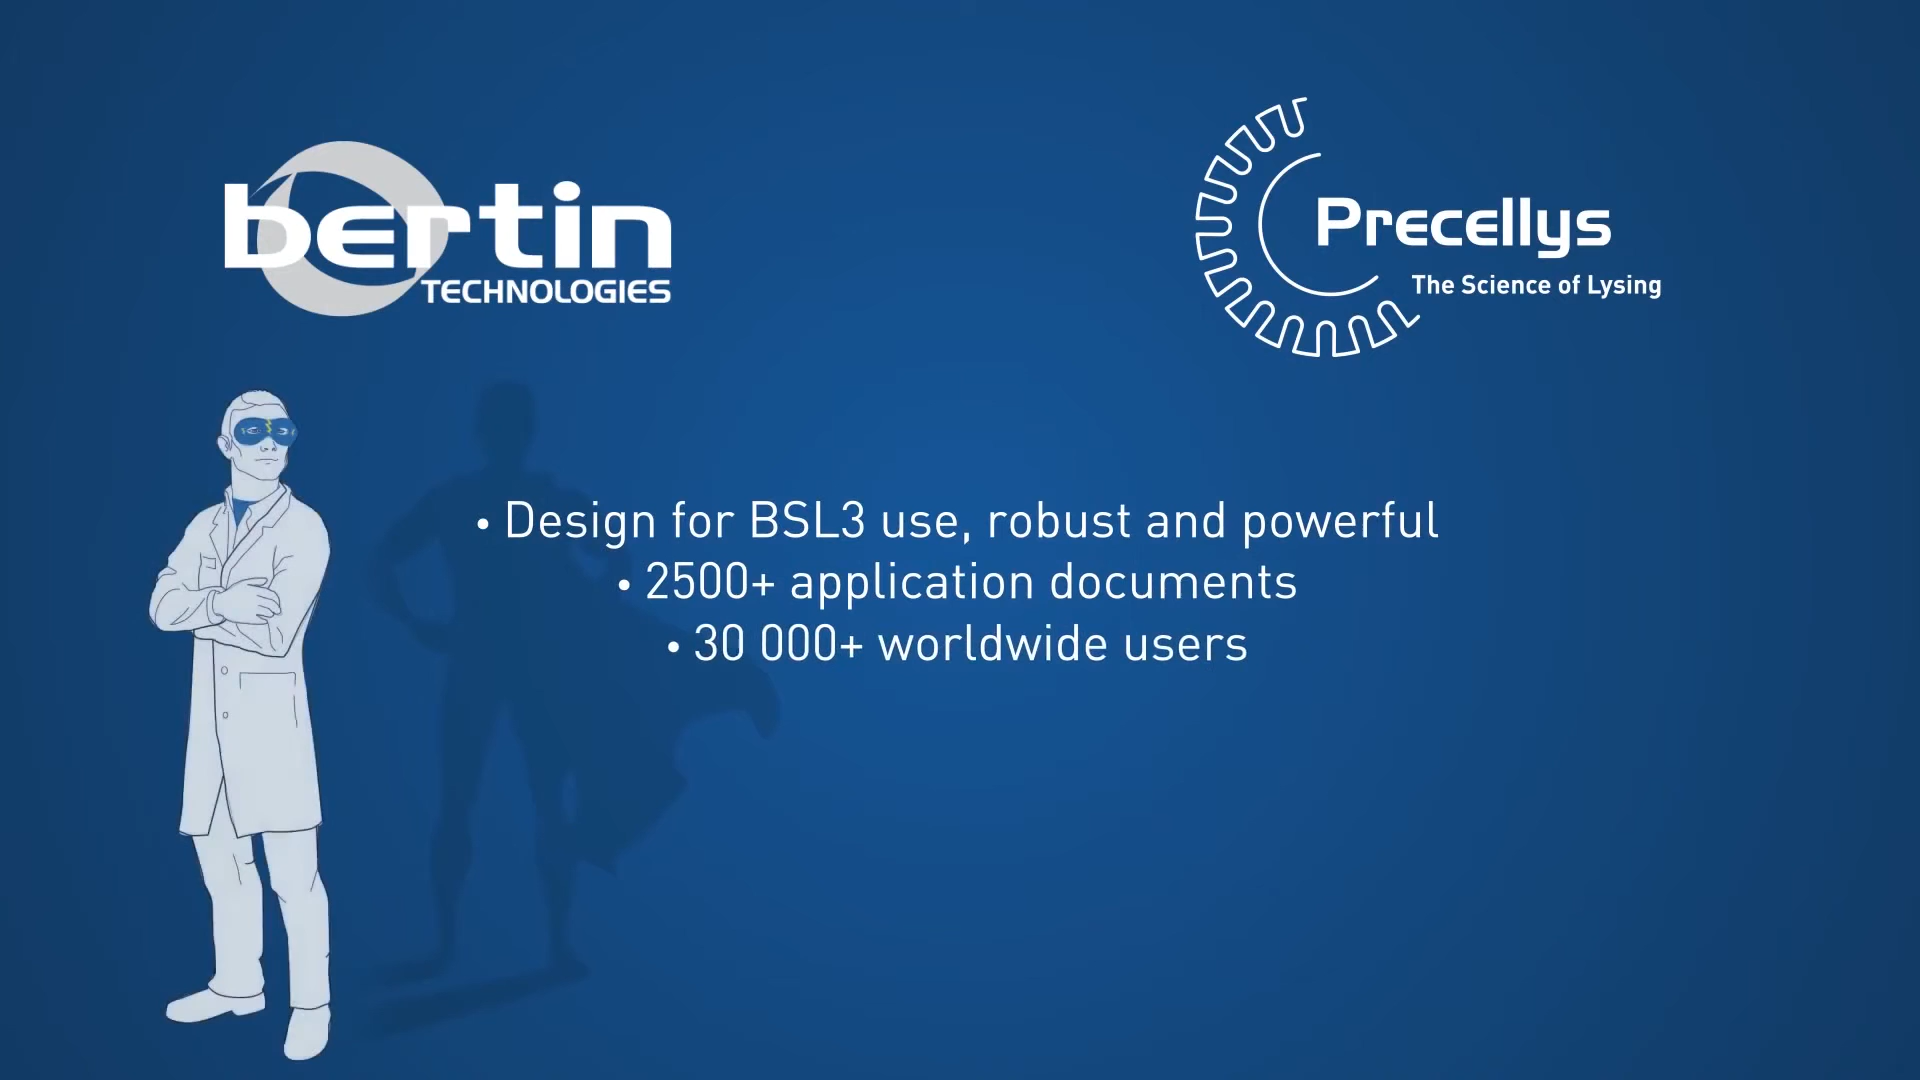 bertin
TECHNOLOGIES
Precellys
The Science of Lysing
• Design for BSL3 use, robust and powerful
• 2500+ application documents
• 30 000+ worldwide users